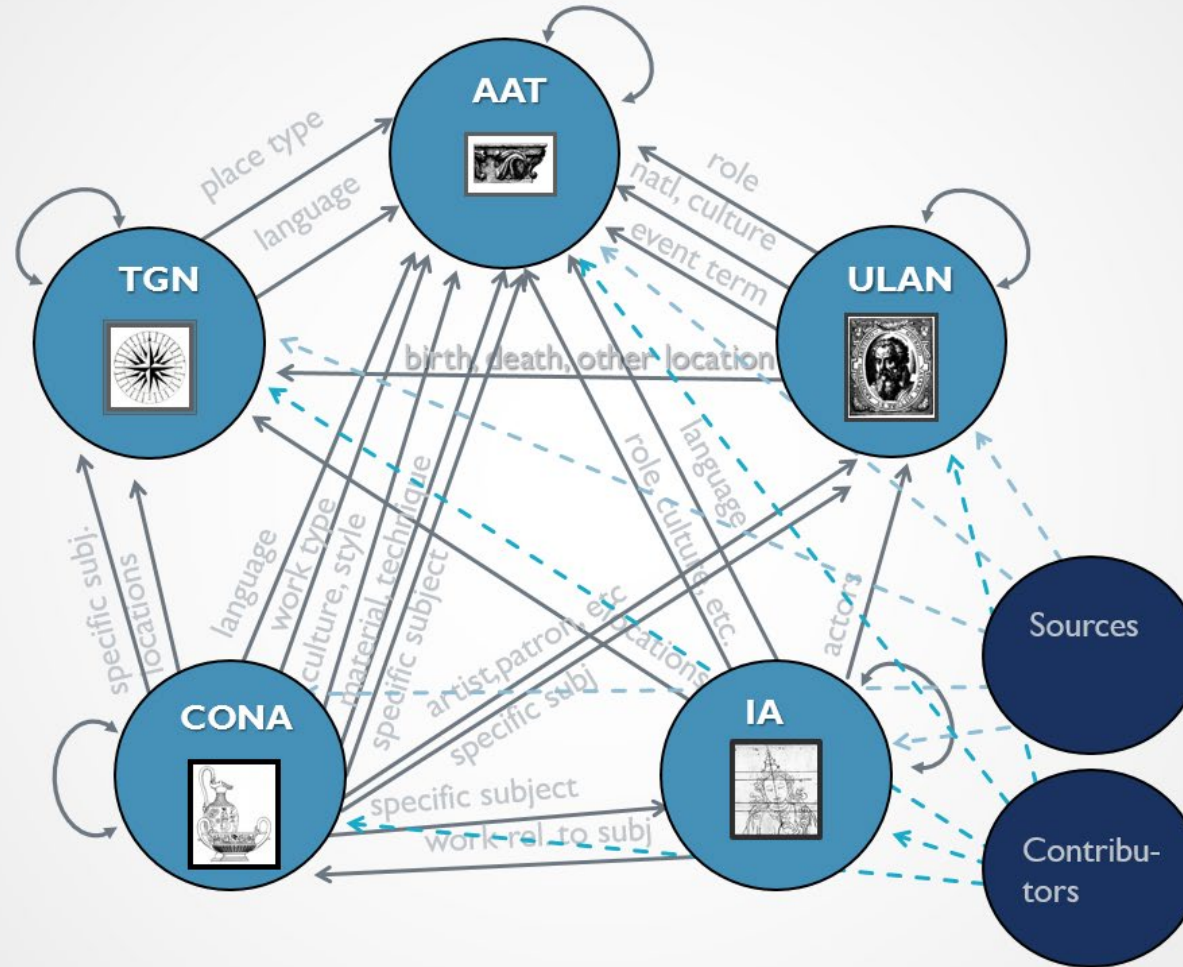 AAT
place type
language
role
natl, culture
event term
TGN
ULAN
birth, death, other location
specific subj.
locations
language
work type
culture, style
material, technique
specific subject
artist,patron, etc
specific subj
locations
role, culture, etc.
language
actors
Sources
CONA
IA
specific subject
work rel to subj
Contribu-
tors